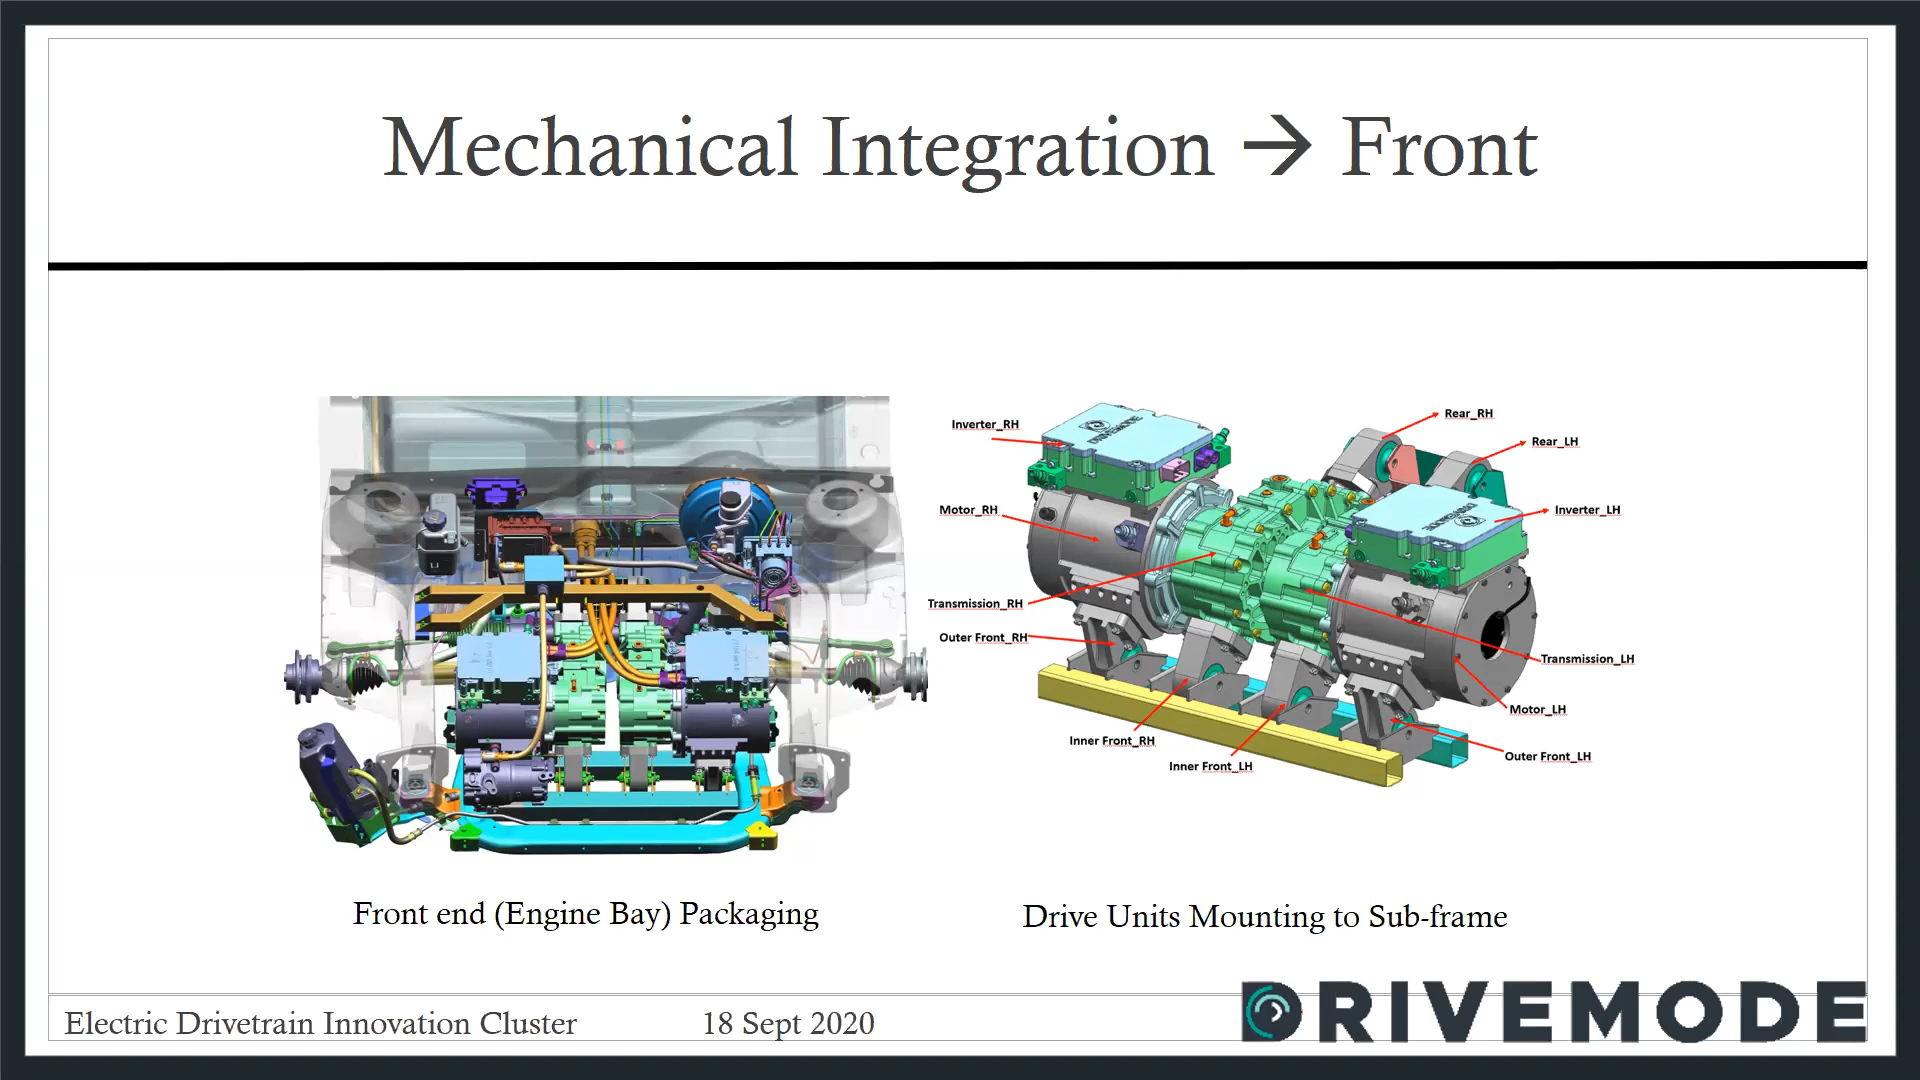 Mechanical Integration → Front
Inverter_RH
Motor_RH
Transmission_RH
Outer Front_RH
Inner Front_RH
Inner Front_LH
Rear_RH
Rear_LH
Inverter_LH
Transmission_LH
Motor_LH
Outer Front_LH
DRIVEMODE
Front end (Engine Bay) Packaging
Drive Units Mounting to Sub-frame
Electric Drivetrain Innovation Cluster
18 Sept 2020
DRIVEMODE